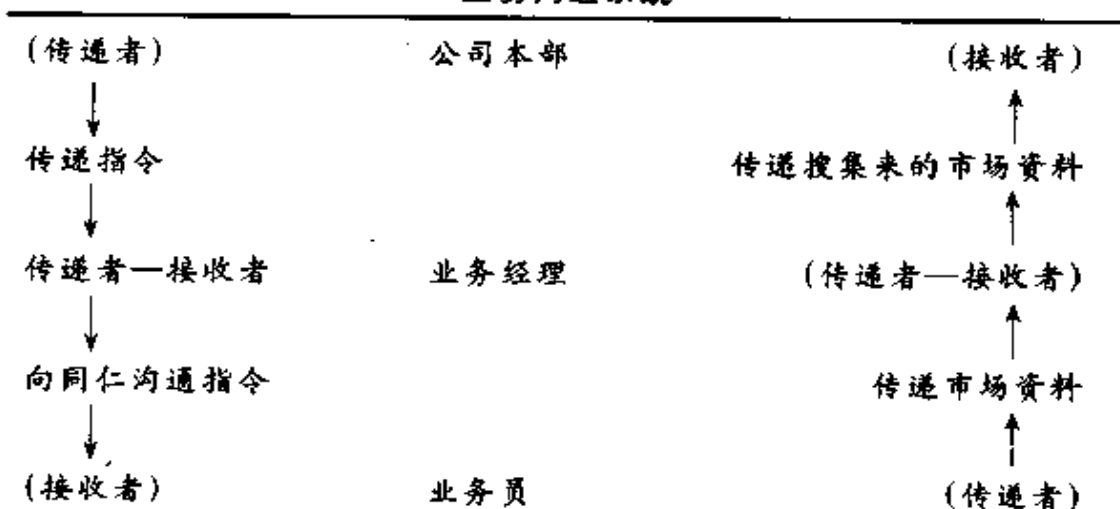 (传递者) 公司本部 (接收者)
传递指令 传递搜集来的市场资料
传递者—接收者 业务经理 (传递者—接收者)
向同仁沟通指令 传递市场资料
(接收者) 业务员 (传递者)